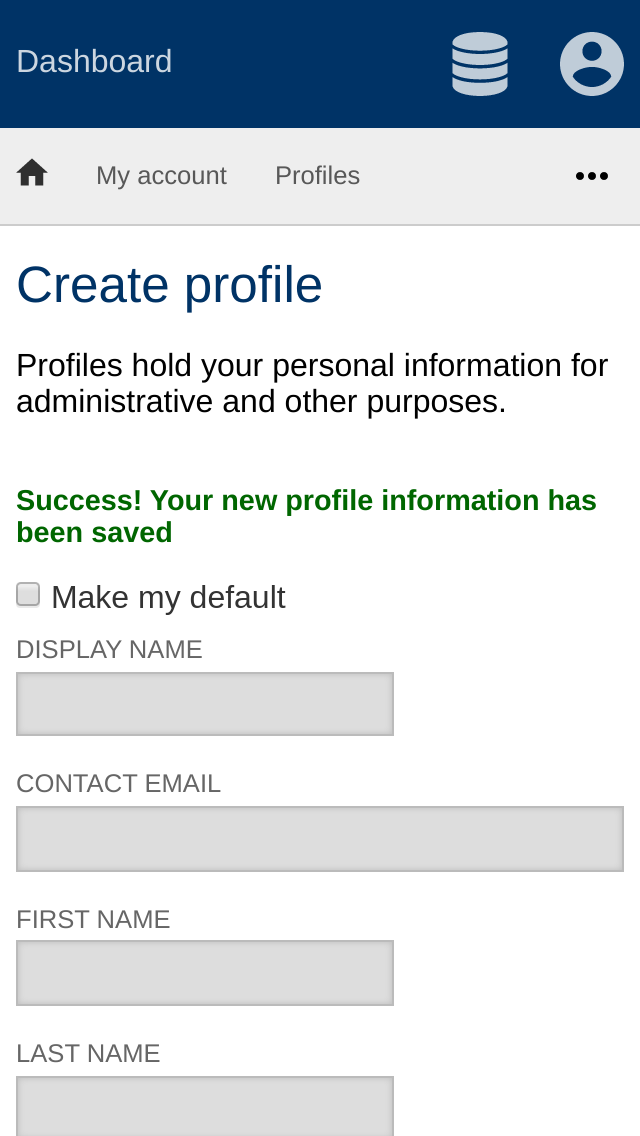 Dashboard
My account Profiles
Create profile
Profiles hold your personal information for
administrative and other purposes.
Success! Your new profile information has
been saved
Make my default
DISPLAY NAME
CONTACT EMAIL
FIRST NAME
LAST NAME